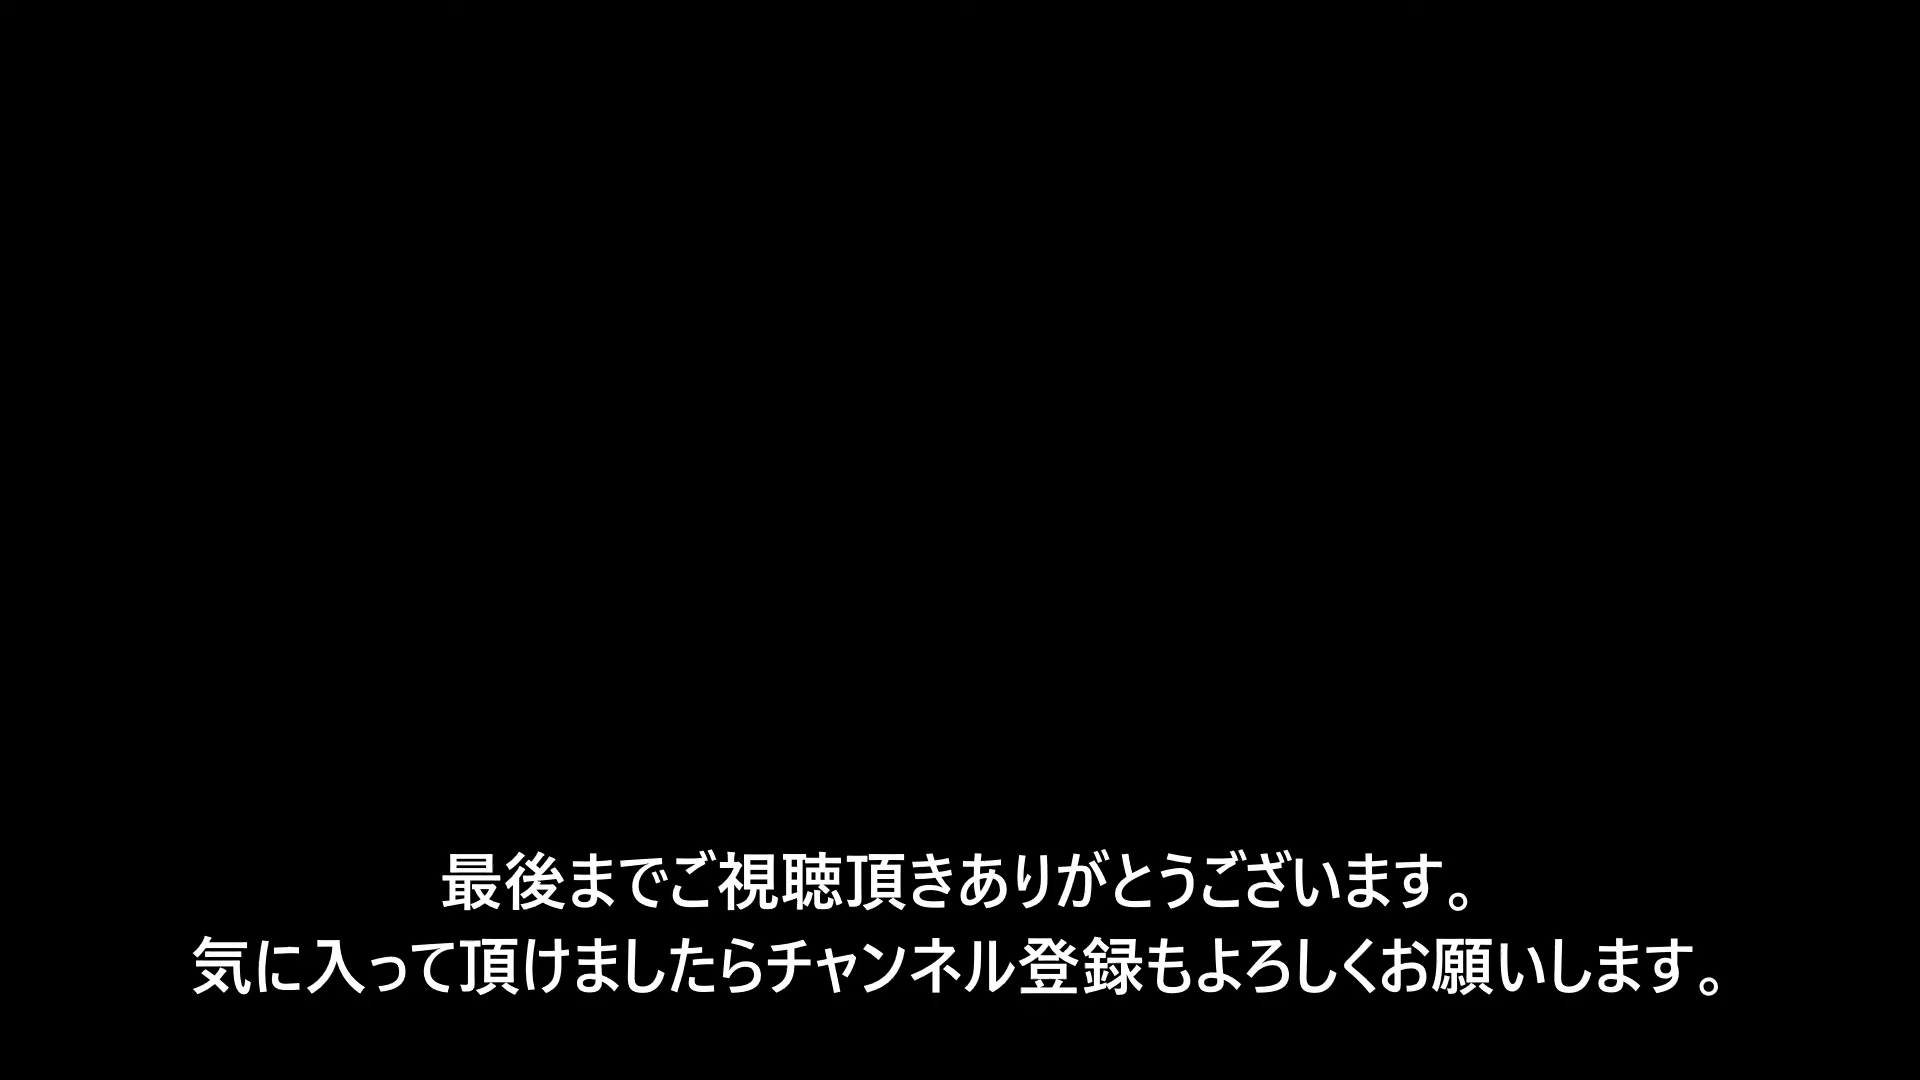 最後までご視聴頂きありがとうございます。
気に入って頂けましたらチャンネル登録もよろしくお願いします。